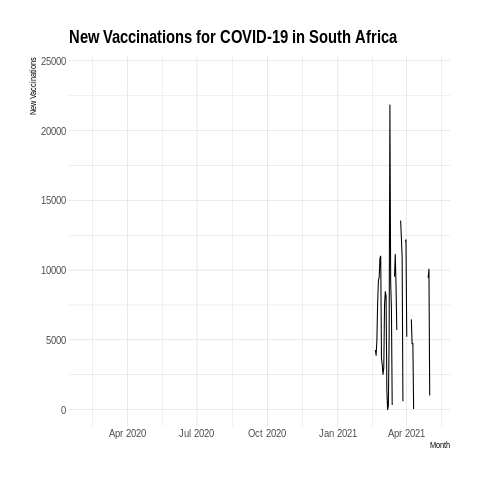 New Vaccinations for COVID-19 in South Africa
New Vaccinations
25000
20000
15000
10000
5000
0
Apr 2020 Jul 2020 Oct 2020 Jan 2021 Apr 2021
Month